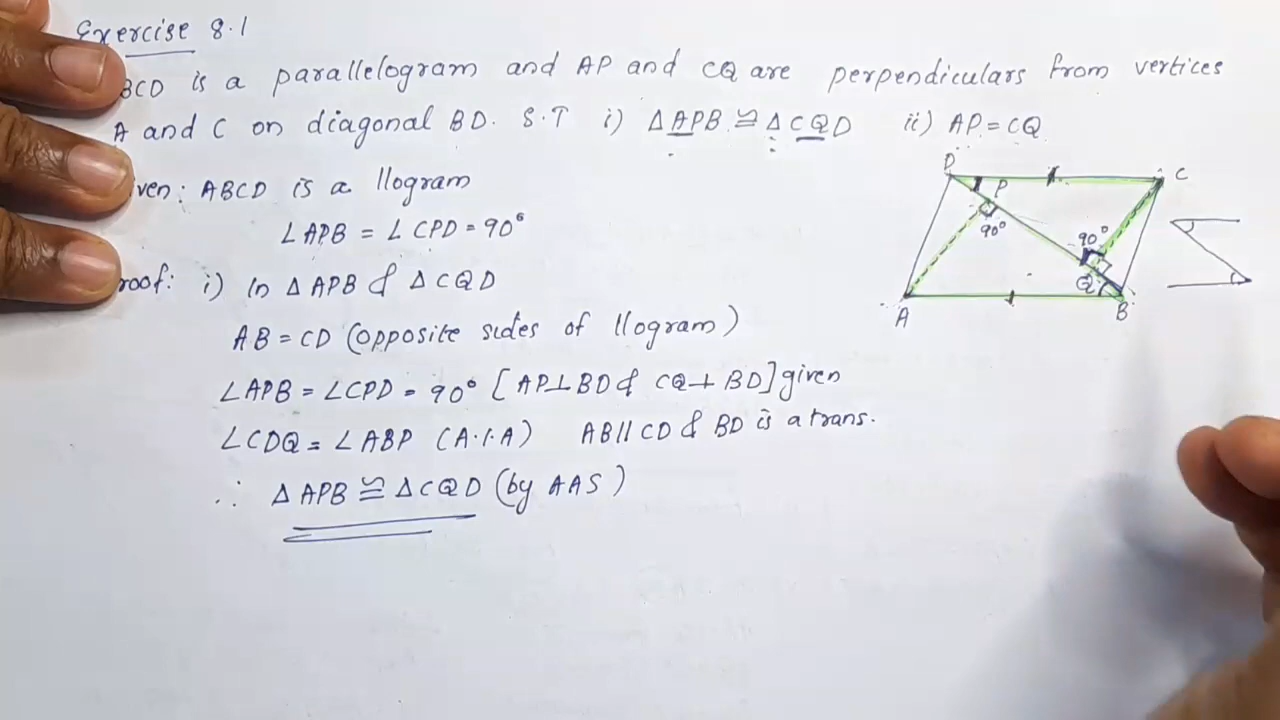 Exercise 8.1
BCD is a parallelogram and AP and CQ are perpendiculars from vertices
A and C on diagonal BD. S.T i) ΔAPB ≅ ΔCQD ii) AP = CQ
ven: ABCD is a llogram
∠APB = ∠CPD = 90°
roof: i) In ΔAPB & ΔCQD
AB = CD (opposite sides of llogram)
∠APB = ∠CPD = 90° [AP⊥BD & CQ⊥BD] given
∠CDQ = ∠ABP (A.I.A) AB ll CD & BD is a trans.
∴ ΔAPB ≅ ΔCQD (by AAS)
D
C
P
90°
90°
Q
A
B